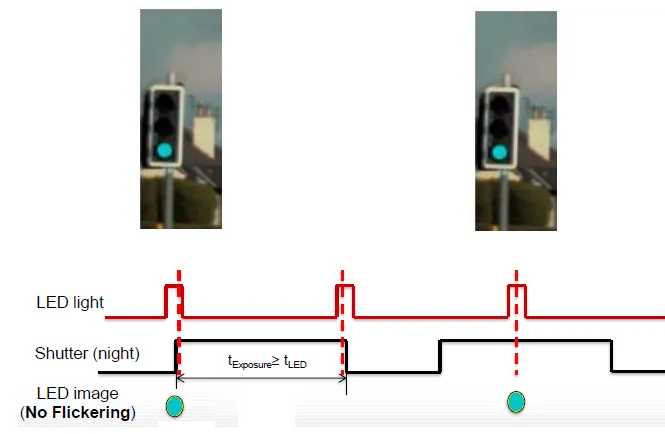 LED light
Shutter (night)
tExposure≥ tLED
LED image
(No Flickering)